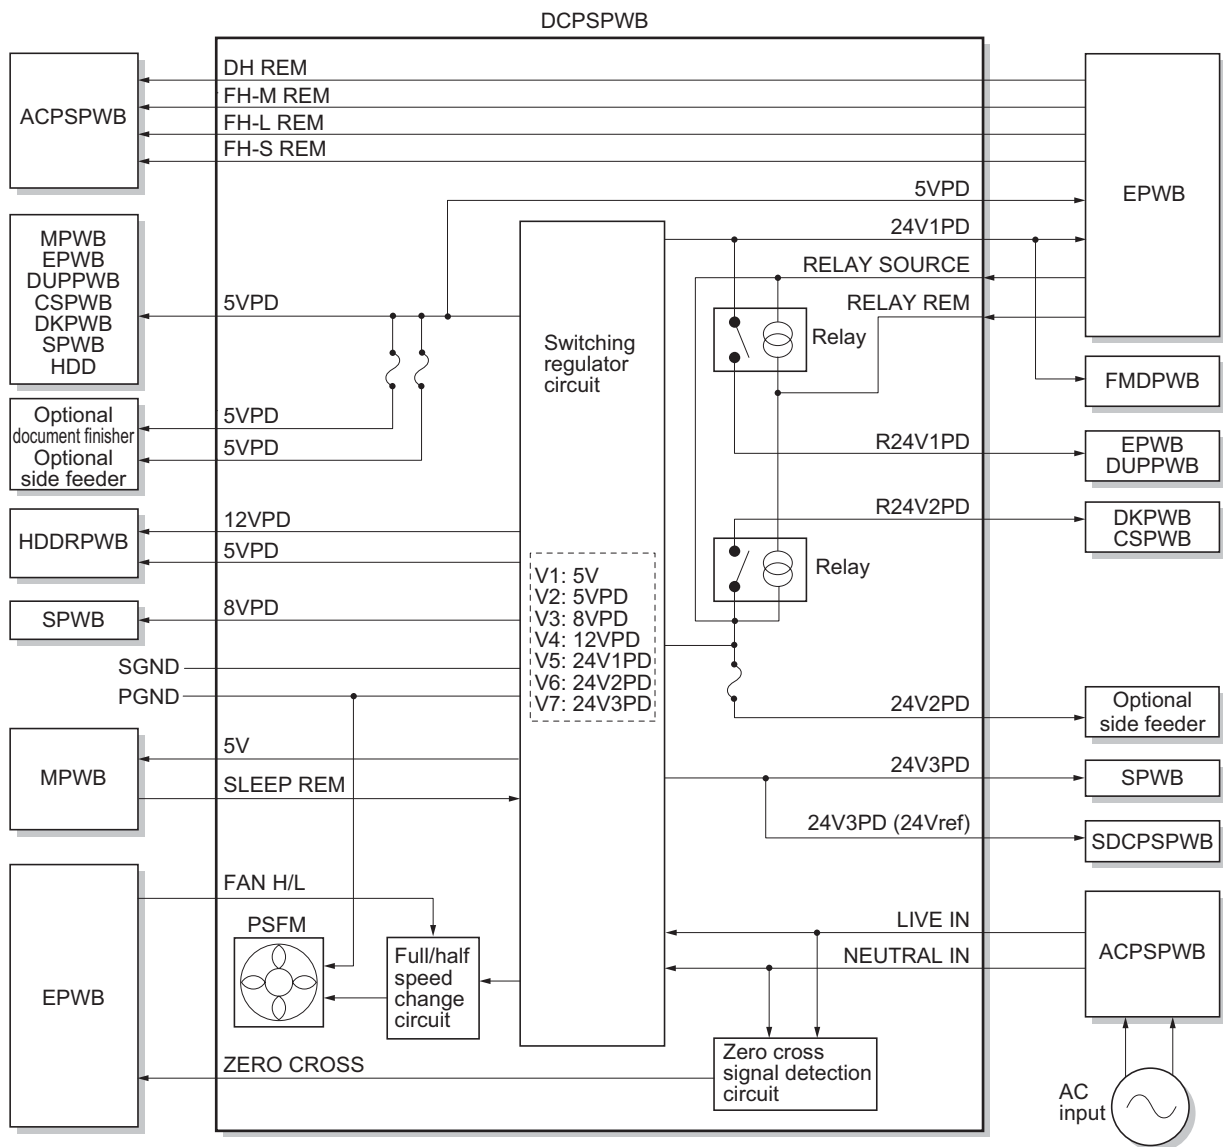 DCPSPWB
DH REM
FH-M REM
FH-L REM
FH-S REM
ACPSPWB
5VPD
24V1PD
RELAY SOURCE
RELAY REM
EPWB
MPWB
EPWB
DUPPWB
CSPWB
DKPWB
SPWB
HDD
5VPD
Switching
regulator
circuit
Relay
FMDPWB
Optional
document finisher
Optional
side feeder
5VPD
5VPD
R24V1PD
EPWB
DUPPWB
HDDRPWB
12VPD
5VPD
R24V2PD
DKPWB
CSPWB
Relay
V1: 5V
V2: 5VPD
V3: 8VPD
V4: 12VPD
V5: 24V1PD
V6: 24V2PD
V7: 24V3PD
SPWB
8VPD
SGND
PGND
24V2PD
Optional
side feeder
MPWB
5V
SLEEP REM
24V3PD
SPWB
24V3PD (24Vref)
SDCPSPWB
EPWB
FAN H/L
PSFM
Full/half
speed
change
circuit
LIVE IN
NEUTRAL IN
ACPSPWB
ZERO CROSS
Zero cross
signal detection
circuit
AC
input